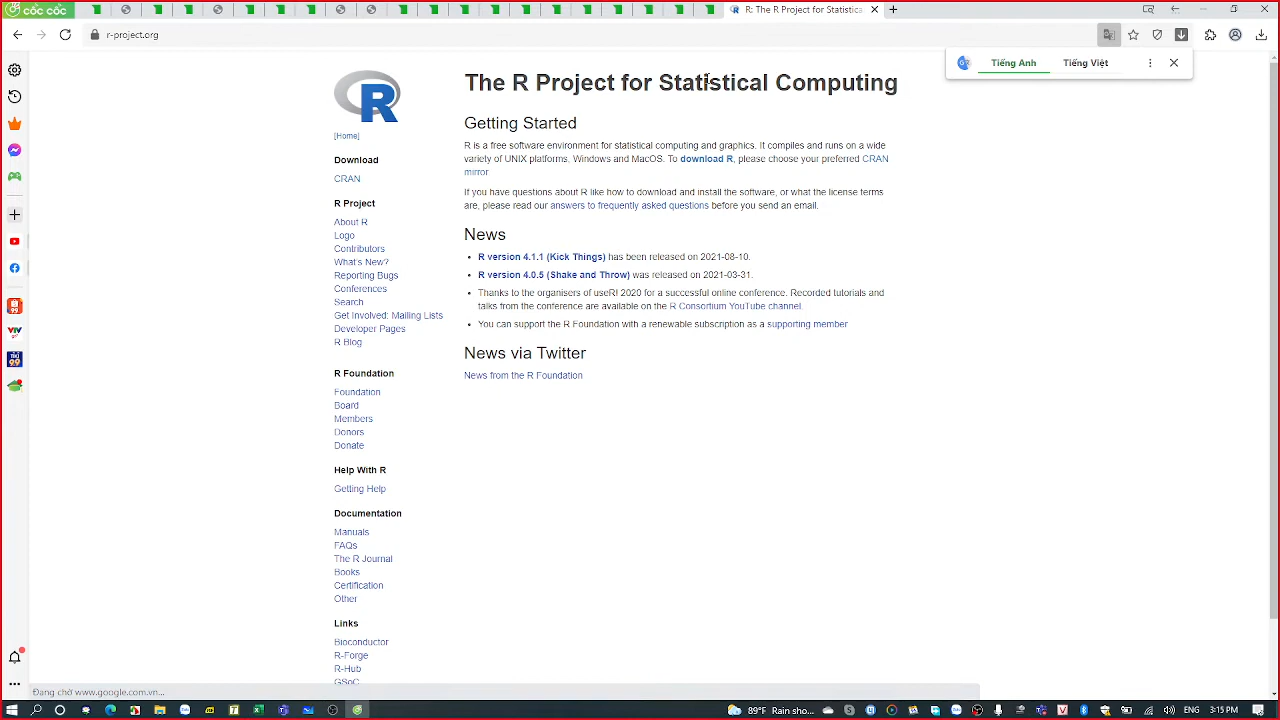 cốc cốc
R: The R Project for Statistica
r-project.org
Tiếng Anh
Tiếng Việt
R
[Home]
Download
CRAN
R Project
About R
Logo
Contributors
What's New?
Reporting Bugs
Conferences
Search
Get Involved: Mailing Lists
Developer Pages
R Blog
R Foundation
Foundation
Board
Members
Donors
Donate
Help With R
Getting Help
Documentation
Manuals
FAQs
The R Journal
Books
Certification
Other
Links
Bioconductor
R-Forge
R-Hub
GSoC
The R Project for Statistical Computing
Getting Started
R is a free software environment for statistical computing and graphics. It compiles and runs on a wide
variety of UNIX platforms, Windows and MacOS. To download R, please choose your preferred CRAN
mirror
If you have questions about R like how to download and install the software, or what the license terms
are, please read our answers to frequently asked questions before you send an email.
News
R version 4.1.1 (Kick Things) has been released on 2021-08-10.
R version 4.0.5 (Shake and Throw) was released on 2021-03-31.
Thanks to the organisers of useR! 2020 for a successful online conference. Recorded tutorials and
talks from the conference are available on the R Consortium YouTube channel.
You can support the R Foundation with a renewable subscription as a supporting member
News via Twitter
News from the R Foundation
Đang chờ www.google.com.vn...
89°F Rain sho...
ENG
3:15 PM